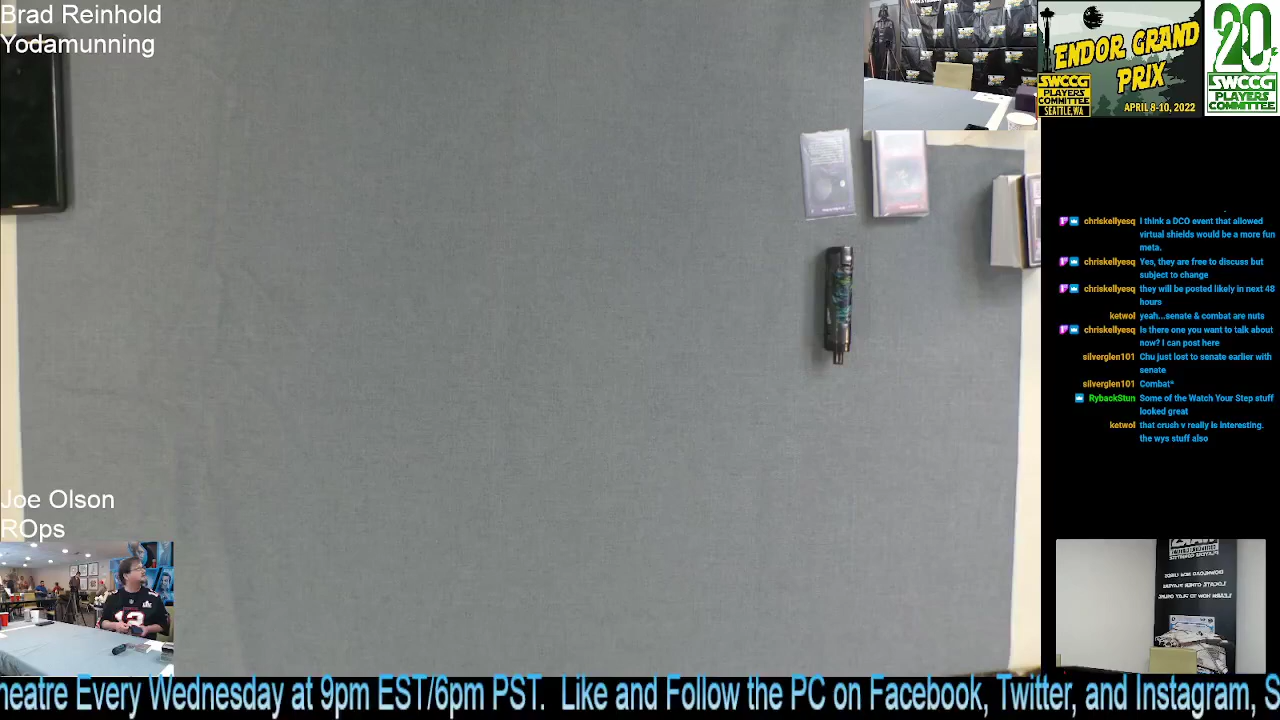 Brad Reinhold
Yodamunning
ENDOR GRAND
PRIX
SWCCG
PLAYERS
COMMITTEE
SEATTLE, WA
APRIL 8-10, 2022
20
SWCCG
PLAYERS
COMMITTEE
chriskellyesq I think a DCO event that allowed
virtual shields would be a more fun
meta.
chriskellyesq Yes, they are free to discuss but
subject to change
chriskellyesq they will be posted likely in next 48
hours
ketwol yeah...senate & combat are nuts
chriskellyesq Is there one you want to talk about
now? I can post here
silverglen101 Chu just lost to senate earlier with
senate
silverglen101 Combat*
RybackStun Some of the Watch Your Step stuff
looked great
ketwol that crush v really is interesting.
the wys stuff also
Joe Olson
ROps
13
heatre Every Wednesday at 9pm EST/6pm PST. Like and Follow the PC on Facebook, Twitter, and Instagram, S